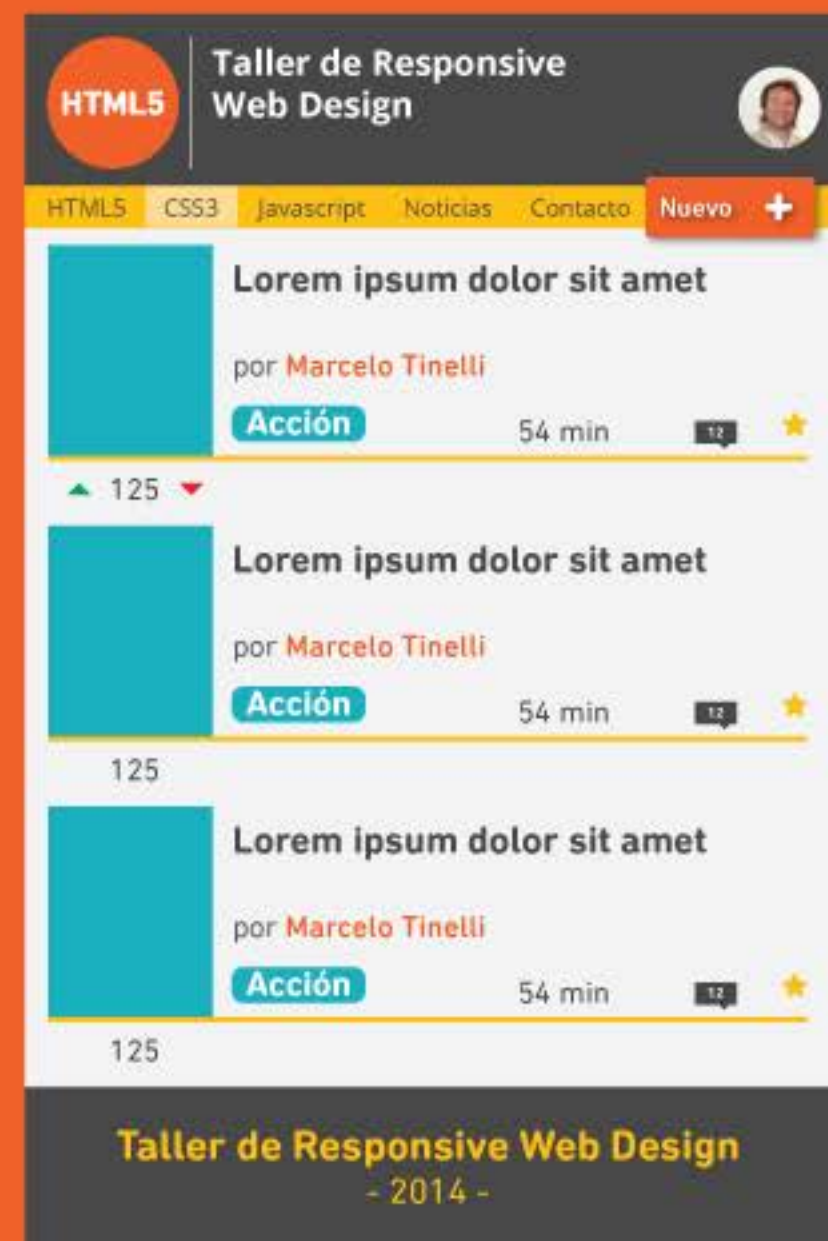 HTML5
Taller de Responsive
Web Design
HTML5 CSS3 Javascript Noticias Contacto Nuevo +
Lorem ipsum dolor sit amet
por Marcelo Tinelli
Acción 54 min 12
125
Lorem ipsum dolor sit amet
por Marcelo Tinelli
Acción 54 min 12
125
Lorem ipsum dolor sit amet
por Marcelo Tinelli
Acción 54 min 12
125
Taller de Responsive Web Design
- 2014 -